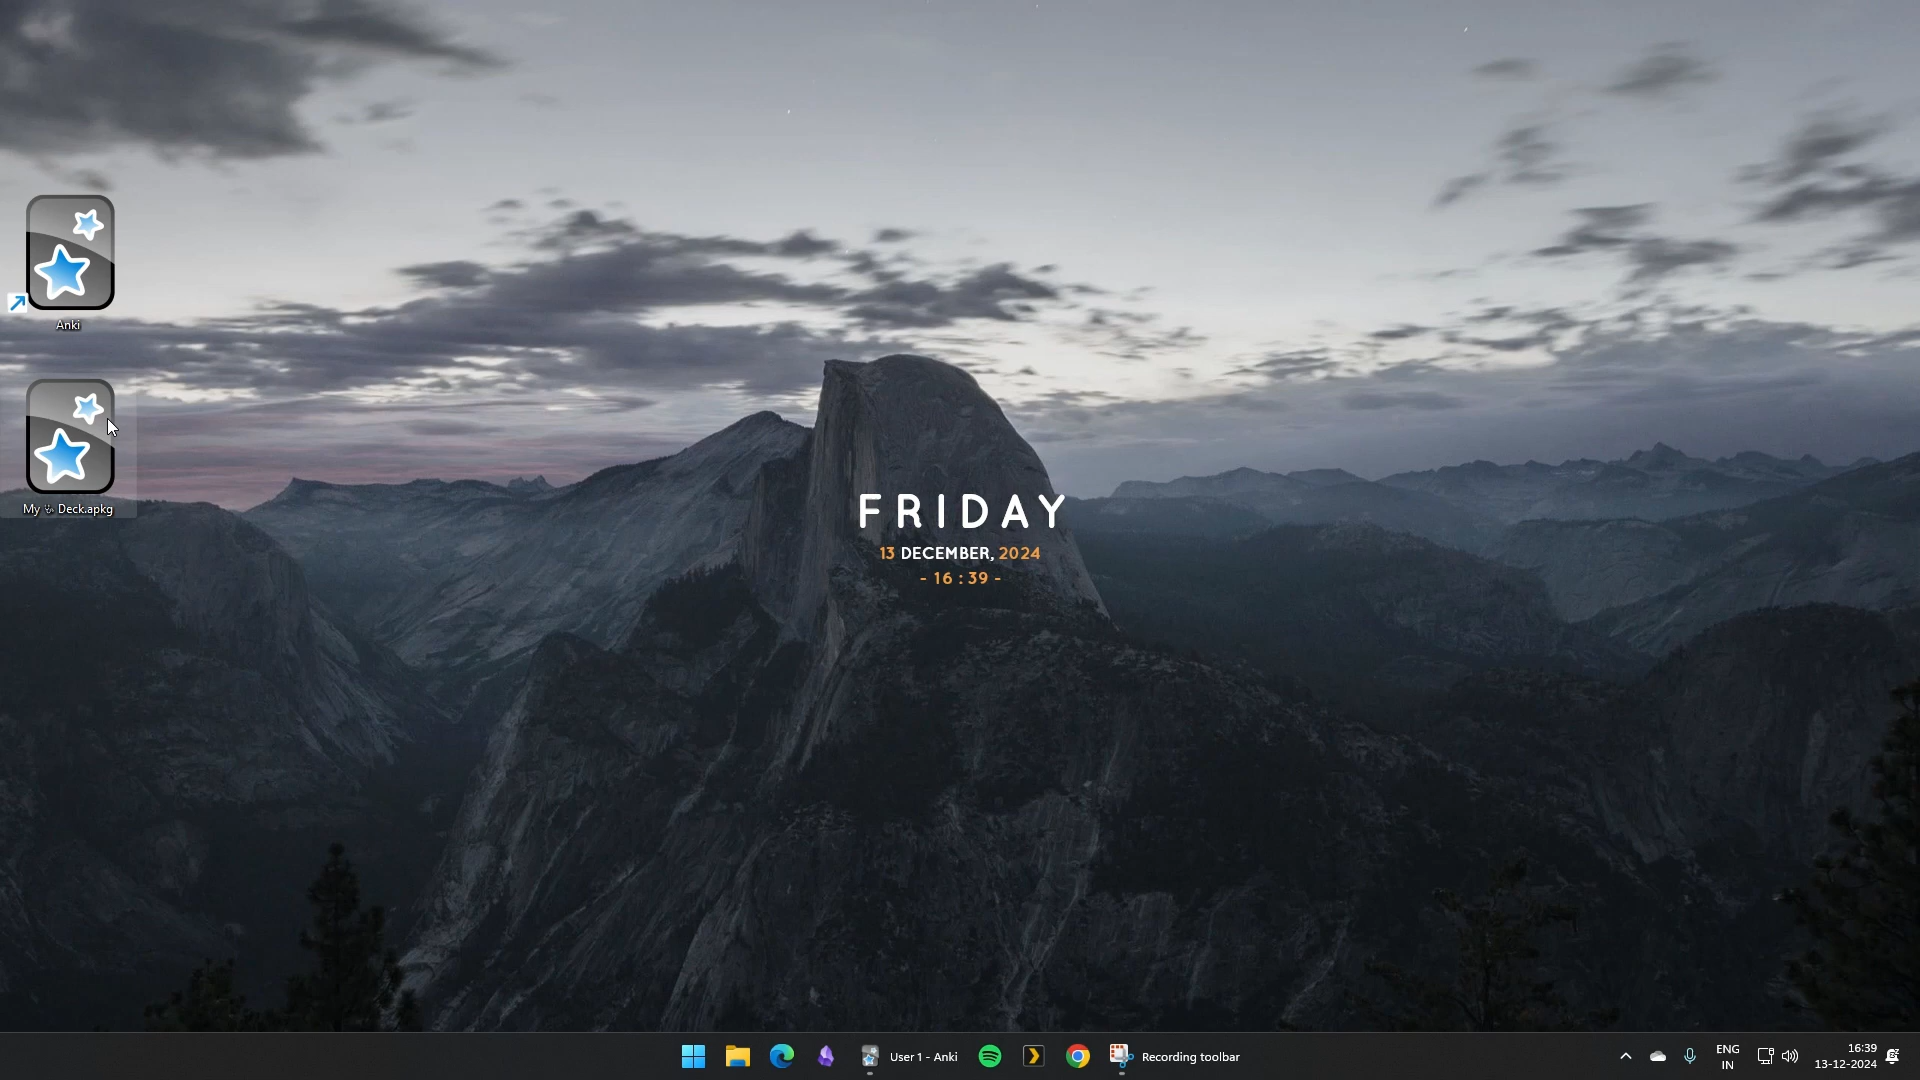 Anki
My 🩺 Deck.apkg
FRIDAY
13 DECEMBER, 2024
- 16 : 39 -
User 1 - Anki
Recording toolbar
ENG
IN
16:39
13-12-2024